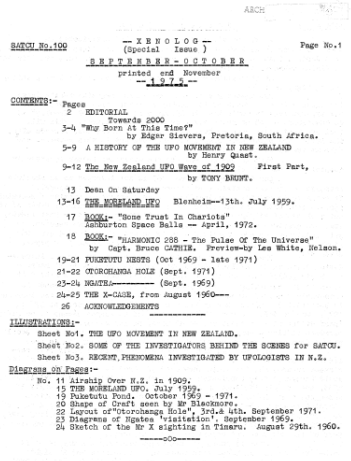 ARCH
--XENOLOG--
SATCU No.100 (Special Issue) Page No.1
SEPTEMBER-OCTOBER
printed end November
--1975--
CONTENTS:- Pages
2 EDITORIAL
Towards 2000
3-4 "Why Born At This Time?"
by Edgar Sievers, Pretoria, South Africa.
5-9 A HISTORY OF THE UFO MOVEMENT IN NEW ZEALAND
by Henry Quast.
9-12 The New Zealand UFO Wave of 1909 First Part,
by TONY BRUNT.
13 Dean On Saturday
13-16 THE MORELAND UFO Blenheim--13th. July 1959.
17 BOOK:- "Some Trust In Chariots"
Ashburton Space Balls -- April, 1972.
18 BOOK:- "HARMONIC 288 - The Pulse Of The Universe"
by Capt. Bruce CATHIE. Preview-by Les White, Nelson.
19-21 PUKETUTU NESTS (Oct 1969 - late 1971)
21-22 OTOROHANGA HOLE (Sept. 1971)
23-24 NGATEA---------- (Sept. 1969)
24-25 THE X-CASE, from August 1960---
26 ACKNOWLEDGEMENTS
--------------
ILLUSTRATIONS:-
Sheet No1. THE UFO MOVEMENT IN NEW ZEALAND.
Sheet No2. SOME OF THE INVESTIGATORS BEHIND THE SCENES for SATCU.
Sheet No3. RECENT PHENOMENA INVESTIGATED BY UFOLOGISTS IN N.Z.
Diagrams on Pages:-
No. 11 Airship Over N.Z. in 1909.
15 THE MORELAND UFO. July 1959.
19 Puketutu Pond. October 1969 - 1971.
20 Shape of Craft seen by Mr Blackmore.
22 Layout of "Otorohanga Hole", 3rd.& 4th. September 1971.
23 Diagrams of Ngatea 'visitation'. September 1969.
24 Sketch of the Mr X sighting in Timaru. August 29th. 1960.
-----oOo-----